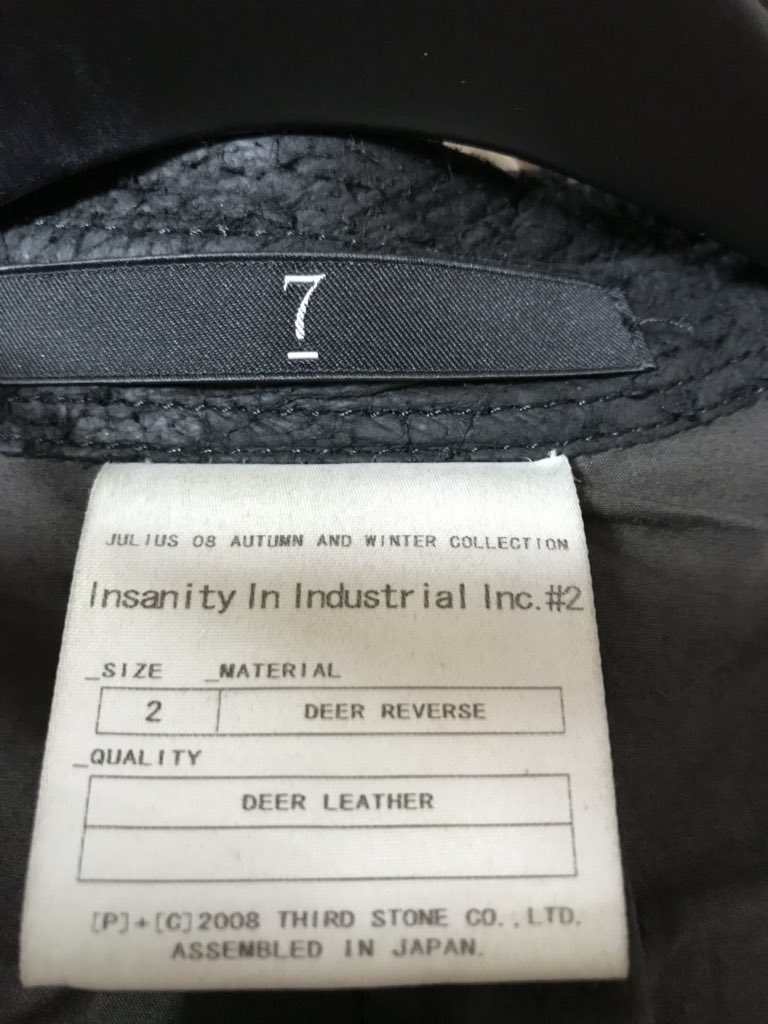 7
JULIUS 08 AUTUMN AND WINTER COLLECTION
Insanity In Industrial Inc.#2
_SIZE _MATERIAL
2 DEER REVERSE
_QUALITY
DEER LEATHER
[P]+[C]2008 THIRD STONE CO.,LTD.
ASSEMBLED IN JAPAN.